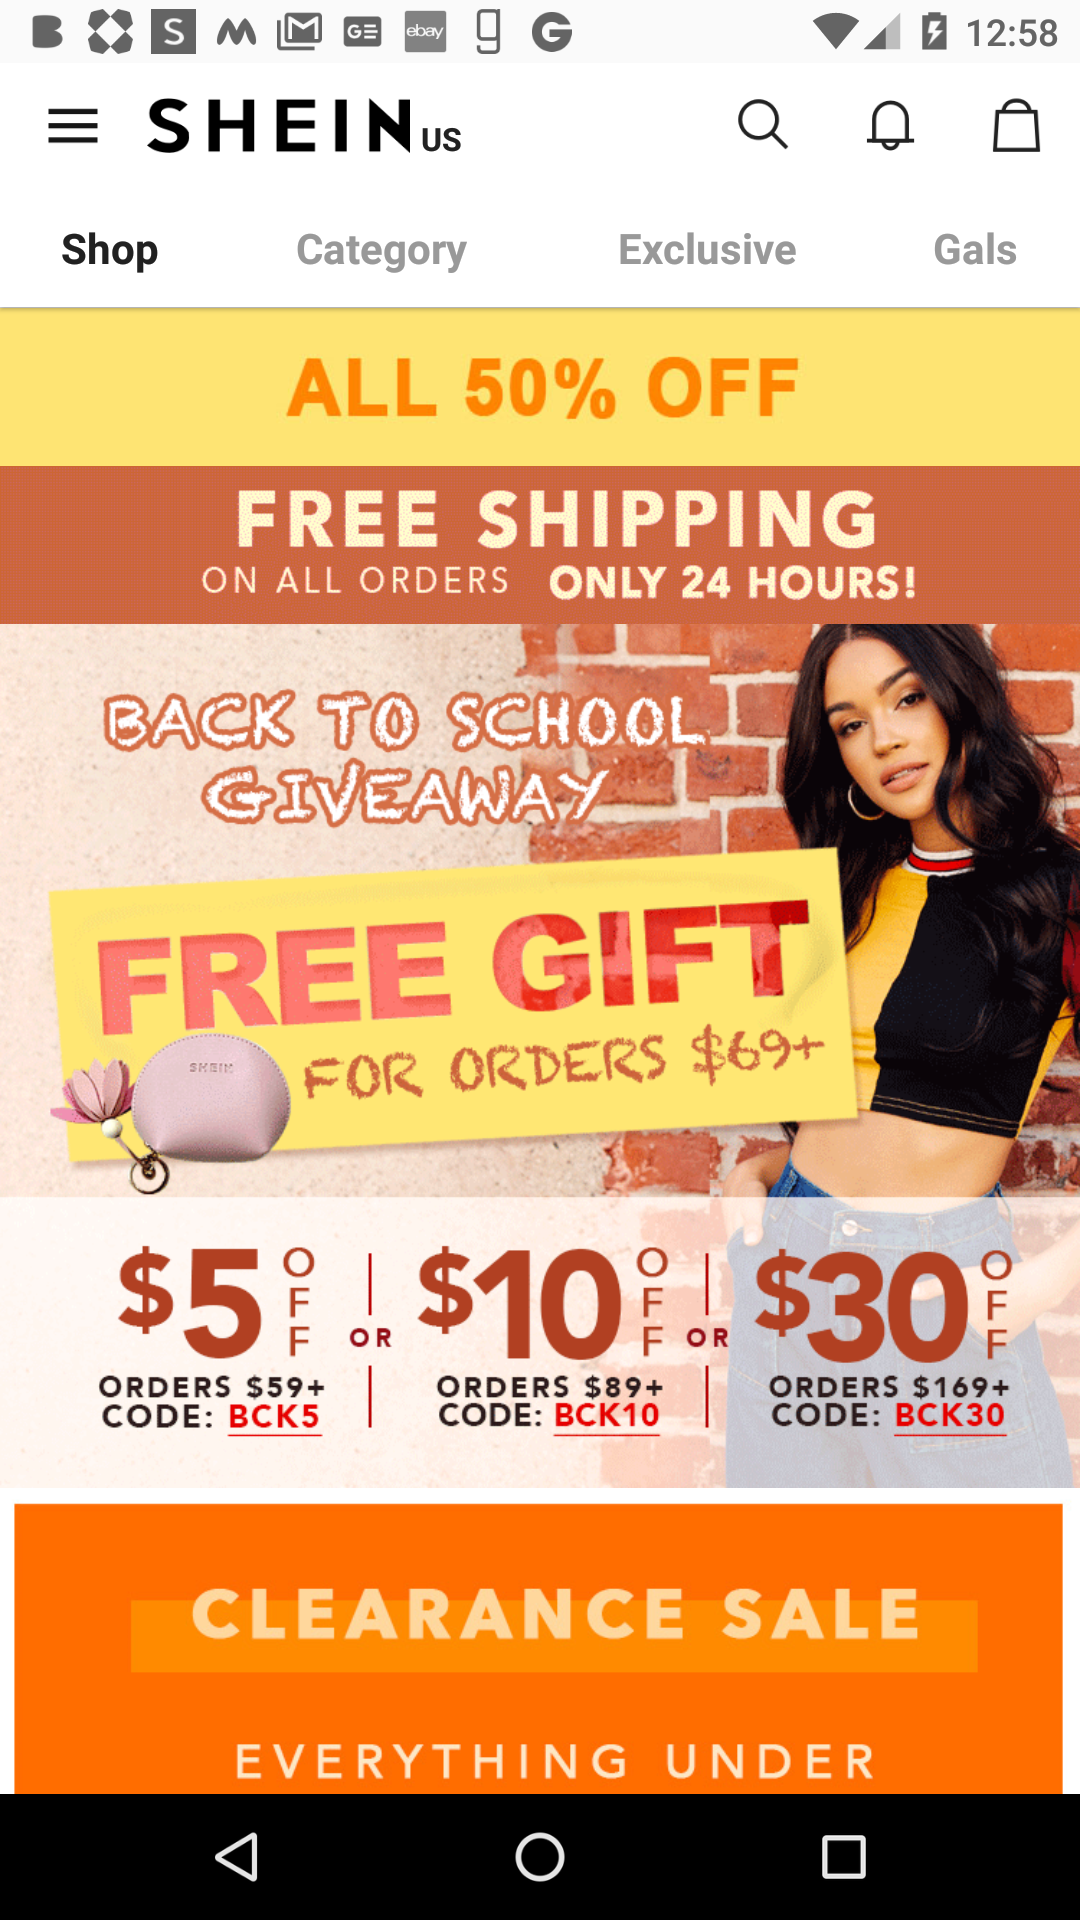 12:58
SHEIN US
Shop Category Exclusive Gals
ALL 50% OFF
FREE SHIPPING
ON ALL ORDERS ONLY 24 HOURS!
BACK TO SCHOOL
GIVEAWAY
FREE GIFT
FOR ORDERS $69+
SHEIN
$5 OFF OR $10 OFF OR $30 OFF
ORDERS $59+ ORDERS $89+ ORDERS $169+
CODE: BCK5 CODE: BCK10 CODE: BCK30
CLEARANCE SALE
EVERYTHING UNDER